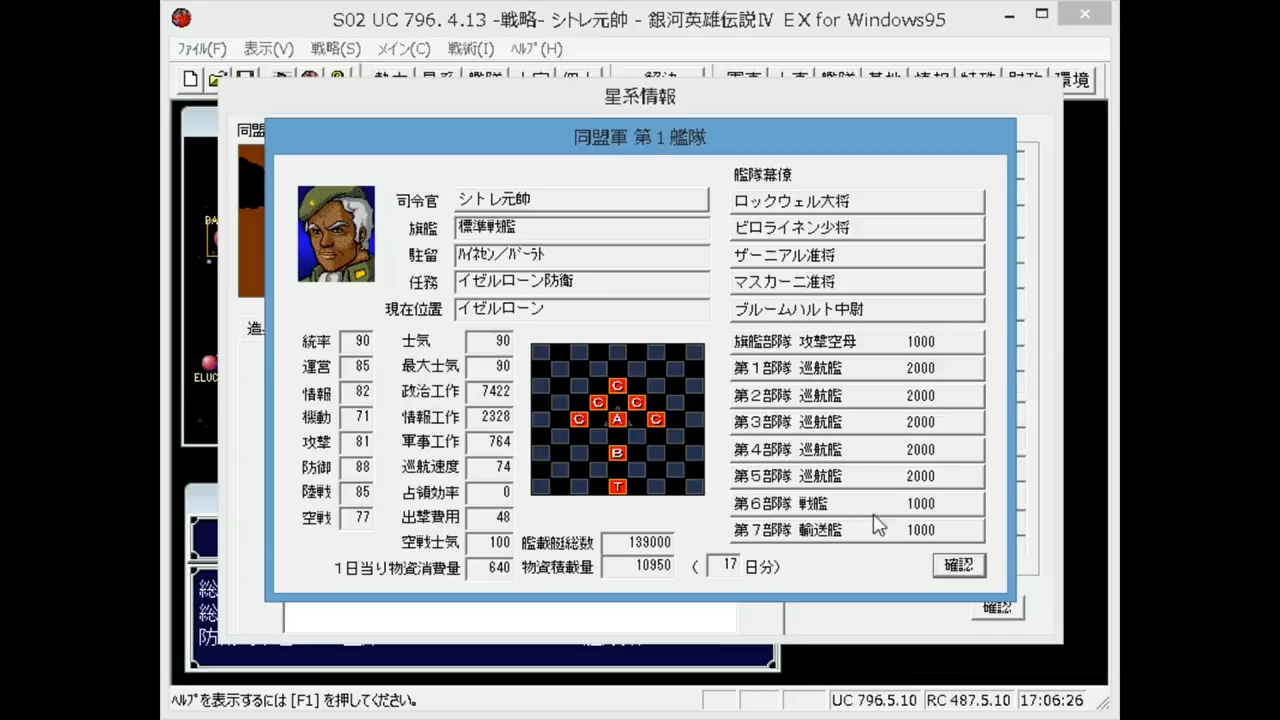 S02 UC 796. 4.13 -戦略- シトレ元帥 - 銀河英雄伝説Ⅳ EX for Windows95
ﾌｧｲﾙ(F) 表示(V) 戦略(S) メイン(C) 戦術(I) ﾍﾙﾌﾟ(H)
環境
星系情報
同盟
同盟軍 第１艦隊
司令官 シトレ元帥
旗艦 標準戦艦
駐留 ﾊｲﾈｾﾝ／ﾊﾞｰﾗﾄ
任務 イゼルローン防衛
現在位置 イゼルローン
艦隊幕僚
ロックウェル大将
ビロライネン少将
ザーニアル准将
マスカーニ准将
ブルームハルト中尉
統率 90
運営 85
情報 82
機動 71
攻撃 81
防御 88
陸戦 85
空戦 77
士気 90
最大士気 90
政治工作 7422
情報工作 2328
軍事工作 764
巡航速度 74
占領効率 0
出撃費用 48
空戦士気 100
１日当り物資消費量 640
C
C C
C A C
B
T
艦載艇総数 139000
物資積載量 10950 ( 17 日分)
旗艦部隊 攻撃空母 1000
第１部隊 巡航艦 2000
第２部隊 巡航艦 2000
第３部隊 巡航艦 2000
第４部隊 巡航艦 2000
第５部隊 巡航艦 2000
第６部隊 戦艦 1000
第７部隊 輸送艦 1000
確認
確認
造
ELUC
総
総
防
ﾍﾙﾌﾟを表示するには [F1] を押してください。
UC 796.5.10 RC 487.5.10 17:06:26